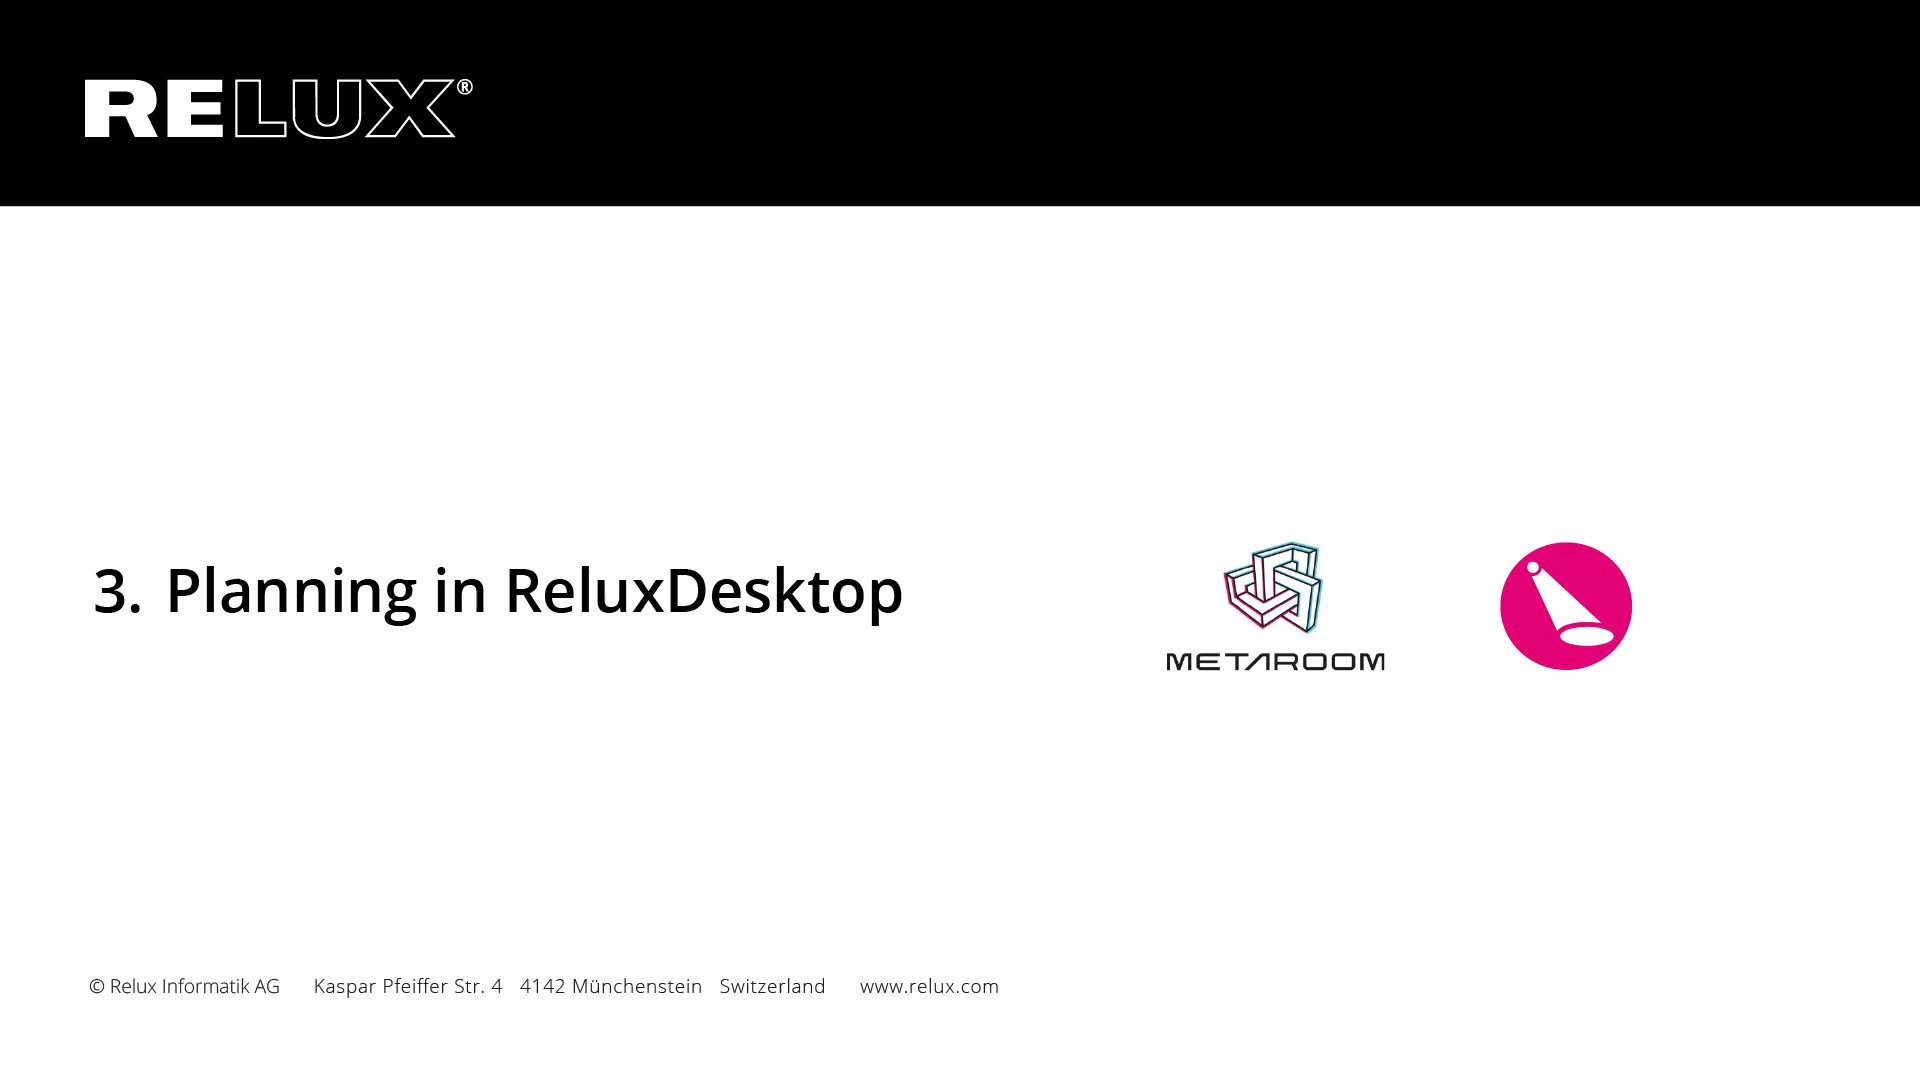 RELUX®
3. Planning in ReluxDesktop
METAROOM
© Relux Informatik AG Kaspar Pfeiffer Str. 4 4142 Münchenstein Switzerland www.relux.com